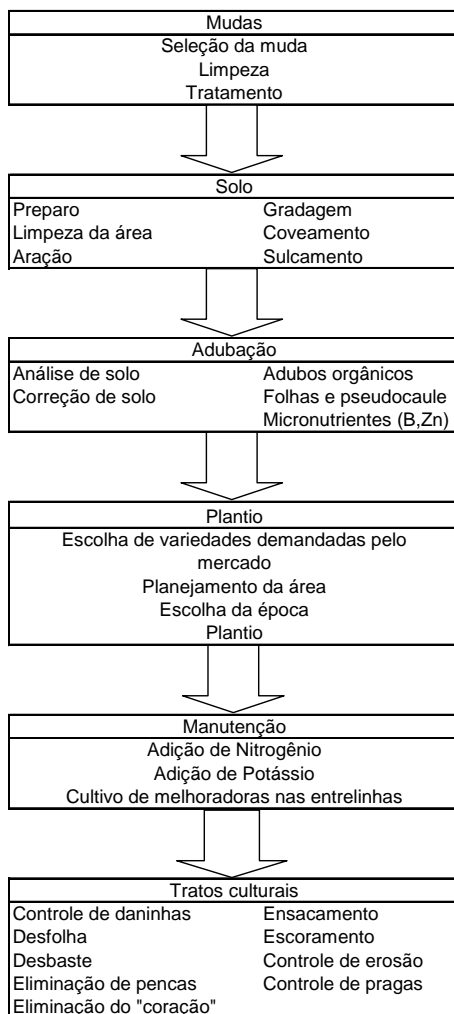 Mudas
Seleção da muda
Limpeza
Tratamento
Solo
Preparo
Limpeza da área
Aração
Gradagem
Coveamento
Sulcamento
Adubação
Análise de solo
Correção de solo
Adubos orgânicos
Folhas e pseudocaule
Micronutrientes (B,Zn)
Plantio
Escolha de variedades demandadas pelo
mercado
Planejamento da área
Escolha da época
Plantio
Manutenção
Adição de Nitrogênio
Adição de Potássio
Cultivo de melhoradoras nas entrelinhas
Tratos culturais
Controle de daninhas
Desfolha
Desbaste
Eliminação de pencas
Eliminação do "coração"
Ensacamento
Escoramento
Controle de erosão
Controle de pragas